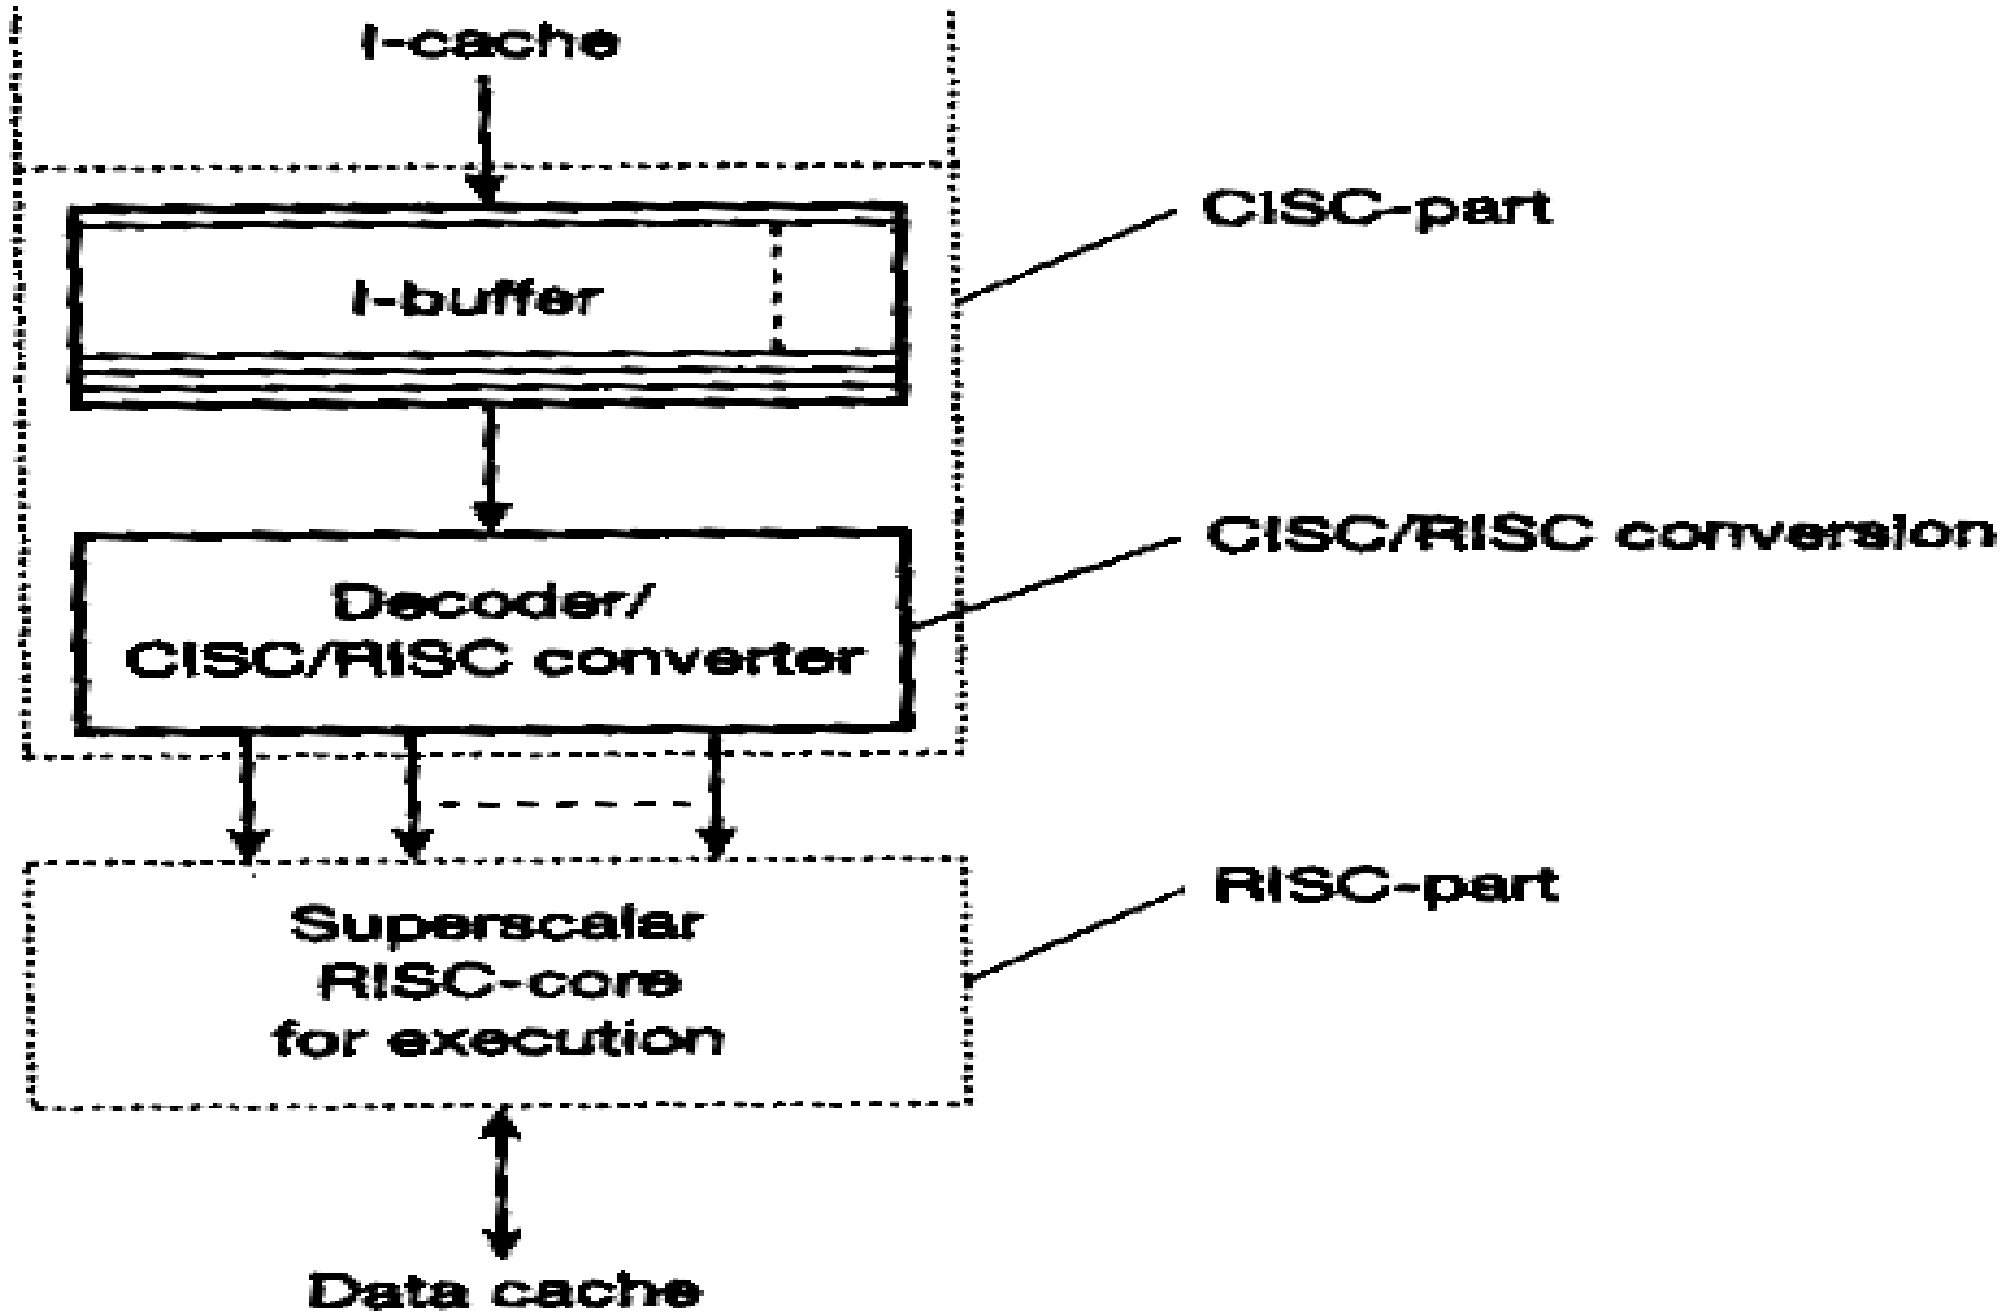 I-cache
CISC-part
I-buffer
CISC/RISC conversion
Decoder/
CISC/RISC converter
RISC-part
Superscalar
RISC-core
for execution
Data cache